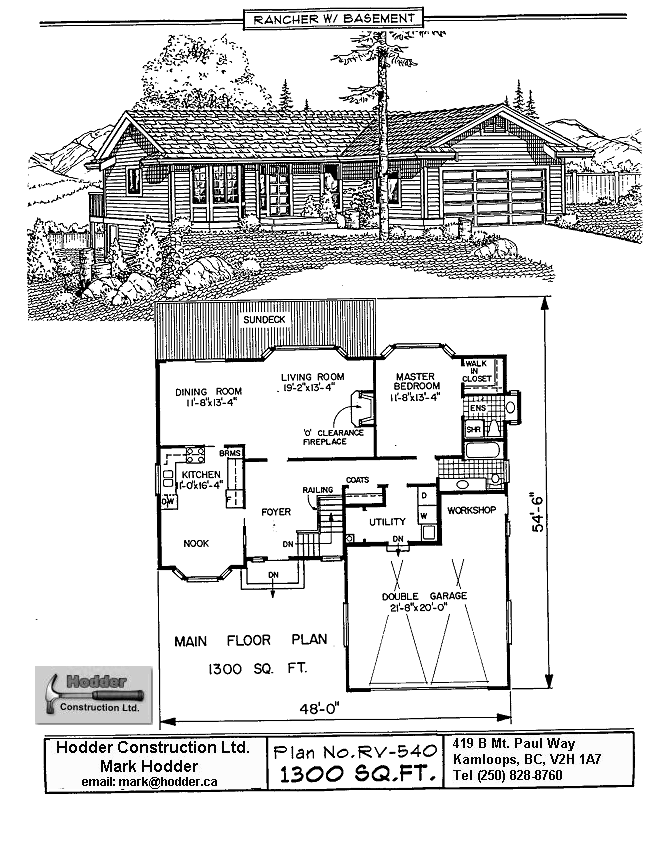 RANCHER W/ BASEMENT
SUNDECK
LIVING ROOM
19'-2"x13'-4"
DINING ROOM
11'-8"x13'-4"
MASTER
BEDROOM
11'-8"x13'-4"
WALK
IN
CLOSET
ENS
SHR
'O' CLEARANCE
FIREPLACE
BRMS
KITCHEN
11'-0"x16'-4"
DW
F
NOOK
FOYER
RAILING
DN
DN
COATS
UTILITY
D
W
DN
WORKSHOP
DOUBLE GARAGE
21'-8"x20'-0"
54'-6"
MAIN FLOOR PLAN
1300 SQ. FT.
48'-0"
Hodder
Construction Ltd.
Hodder Construction Ltd.
Mark Hodder
email: mark@hodder.ca
Plan No. RV-540
1300 SQ.FT.
419 B Mt. Paul Way
Kamloops, BC, V2H 1A7
Tel (250) 828-8760